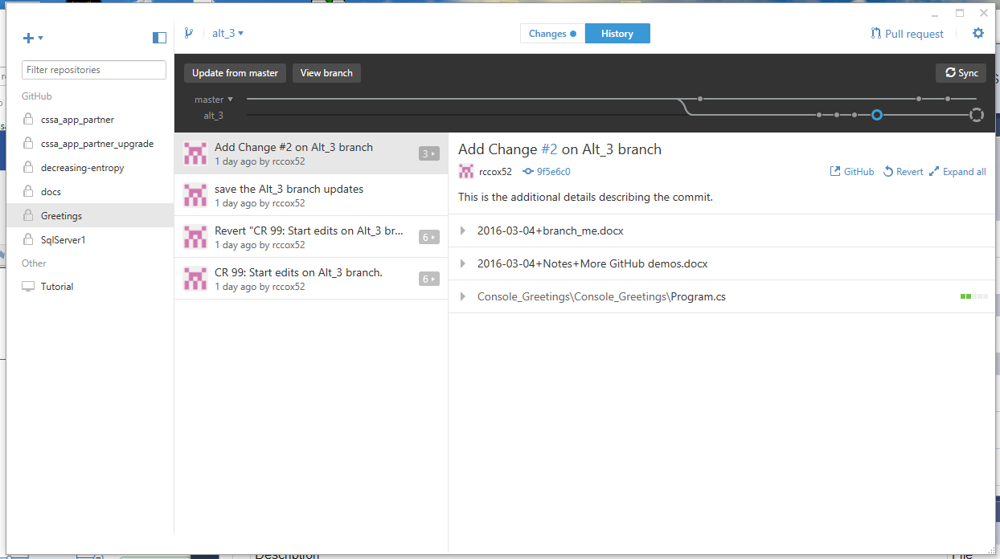 alt_3
Changes
History
Pull request
Filter repositories
GitHub
cssa_app_partner
cssa_app_partner_upgrade
decreasing-entropy
docs
Greetings
SqlServer1
Other
Tutorial
Update from master
View branch
Sync
master
alt_3
Add Change #2 on Alt_3 branch
1 day ago by rccox52
3
save the Alt_3 branch updates
1 day ago by rccox52
Revert "CR 99: Start edits on Alt_3 br...
1 day ago by rccox52
6
CR 99: Start edits on Alt_3 branch.
1 day ago by rccox52
6
Add Change #2 on Alt_3 branch
rccox52 9f5e6c0
GitHub Revert Expand all
This is the additional details describing the commit.
2016-03-04+branch_me.docx
2016-03-04+Notes+More GitHub demos.docx
Console_Greetings\Console_Greetings\Program.cs
Description
File